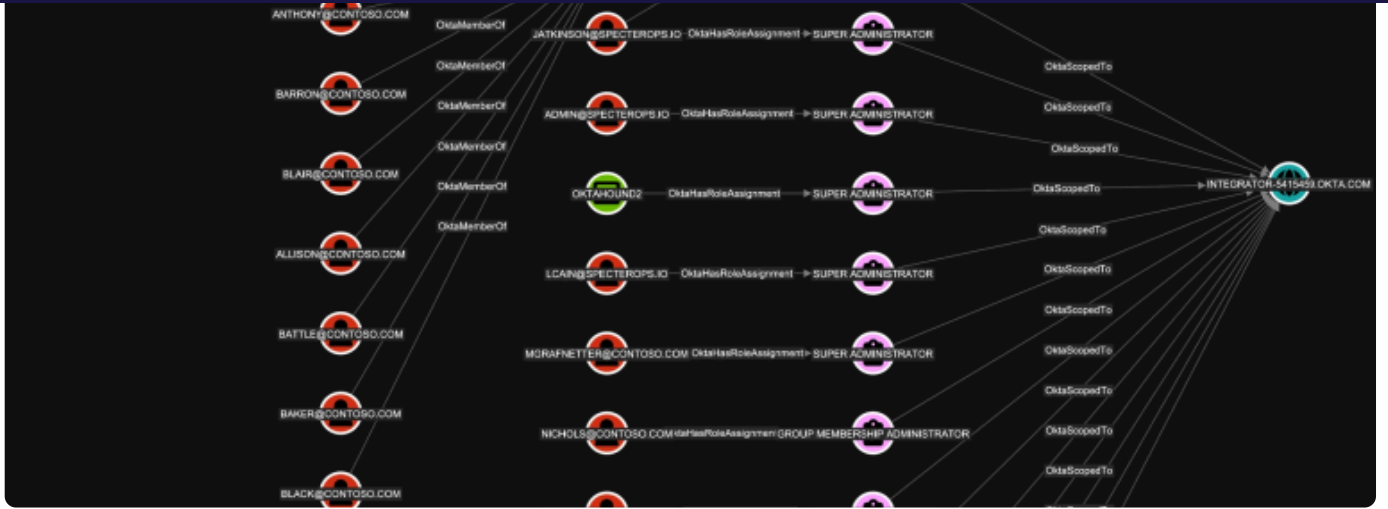 ANTHONY@CONTOSO.COM
OktaMemberOf
JATKINSON@SPECTEROPS.IO OktaHasRoleAssignment SUPER ADMINISTRATOR
OktaScopedTo
OktaMemberOf
BARRON@CONTOSO.COM
OktaMemberOf
OktaScopedTo
ADMIN@SPECTEROPS.IO OktaHasRoleAssignment SUPER ADMINISTRATOR
OktaMemberOf
OktaScopedTo
BLAIR@CONTOSO.COM
OktaMemberOf
OKTAHOUND2 OktaHasRoleAssignment SUPER ADMINISTRATOR
OktaScopedTo
INTEGRATOR-5415459.OKTA.COM
OktaMemberOf
OktaScopedTo
ALLISON@CONTOSO.COM
LCAIN@SPECTEROPS.IO OktaHasRoleAssignment SUPER ADMINISTRATOR
OktaScopedTo
OktaScopedTo
BATTLE@CONTOSO.COM
MGRAFNETTER@CONTOSO.COM OktaHasRoleAssignment SUPER ADMINISTRATOR
OktaScopedTo
OktaScopedTo
BAKER@CONTOSO.COM
NICHOLS@CONTOSO.COM ktaHasRoleAssignmen GROUP MEMBERSHIP ADMINISTRATOR
OktaScopedTo
OktaScopedTo
BLACK@CONTOSO.COM